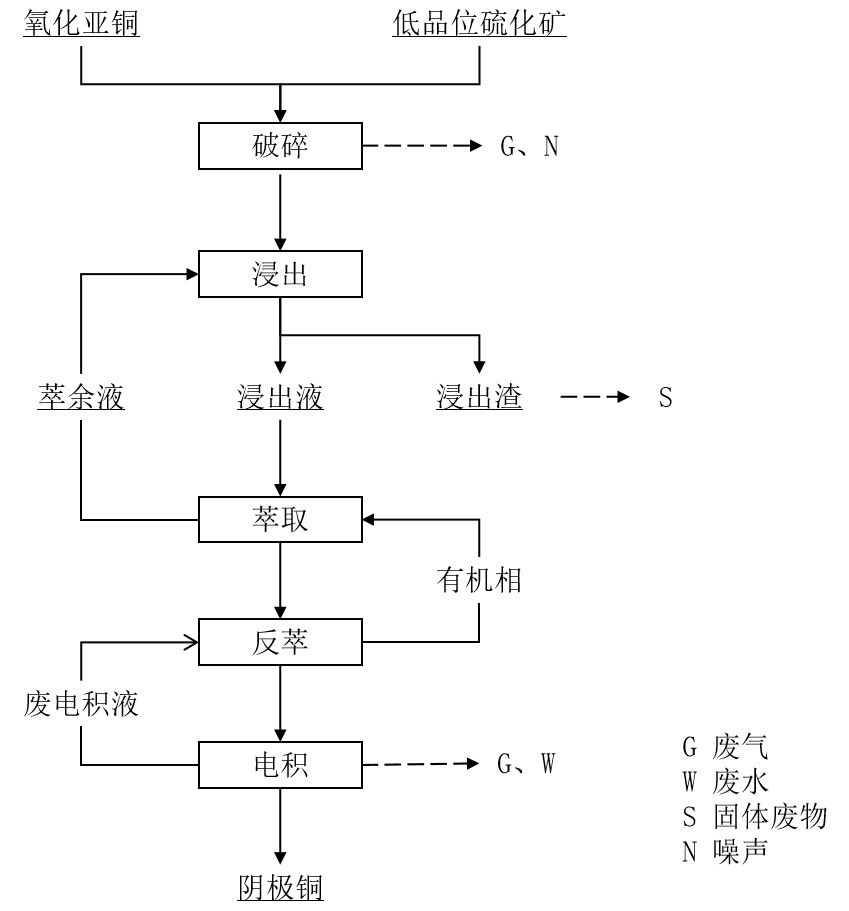 氧化亚铜
低品位硫化矿
破碎
G、N
浸出
萃余液
浸出液
浸出渣
S
萃取
有机相
反萃
废电积液
电积
G、W
G 废气
W 废水
S 固体废物
N 噪声
阴极铜